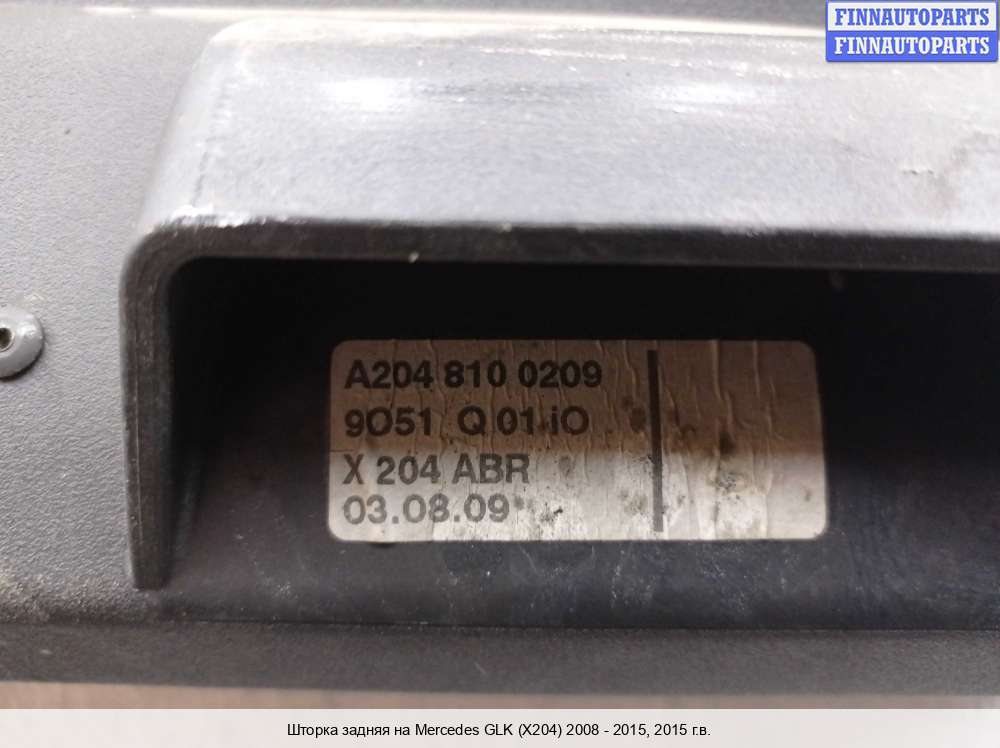 FINNAUTOPARTS
FINNAUTOPARTS
A204 810 0209
9O51 Q.01 iO
X 204 ABR
03.08.09
Шторка задняя на Mercedes GLK (X204) 2008 - 2015, 2015 г.в.